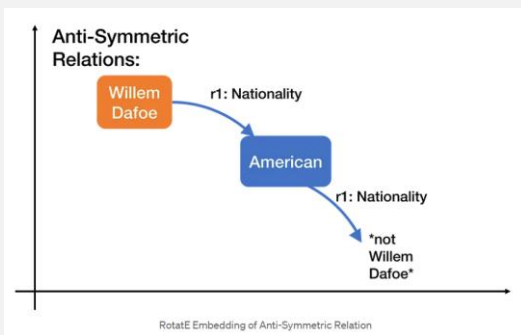 Anti-Symmetric
Relations:
Willem
Dafoe
r1: Nationality
American
r1: Nationality
*not
Willem
Dafoe*
RotatE Embedding of Anti-Symmetric Relation